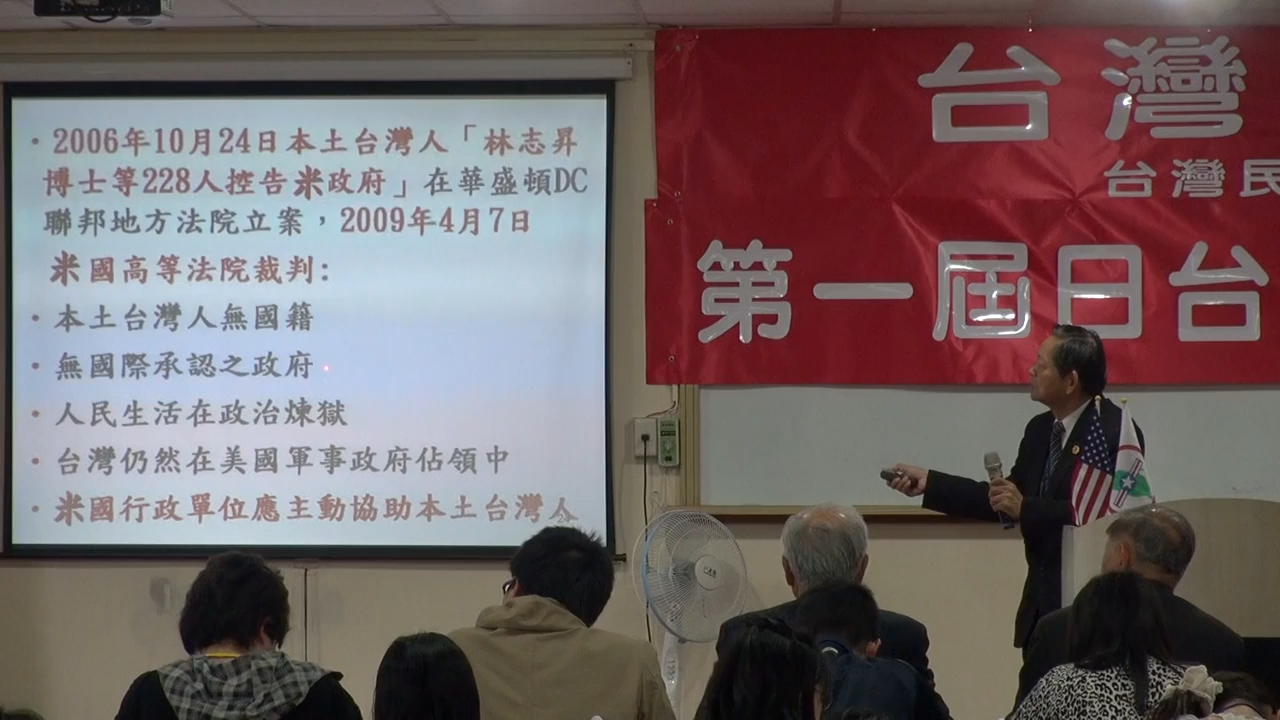 • 2006年10月24日本土台灣人「林志昇
博士等228人控告米政府」在華盛頓DC
聯邦地方法院立案，2009年4月7日
米國高等法院裁判:
• 本土台灣人無國籍
• 無國際承認之政府
• 人民生活在政治煉獄
• 台灣仍然在美國軍事政府佔領中
• 米國行政單位應主動協助本土台灣人
台灣
台灣民
第一屆日台